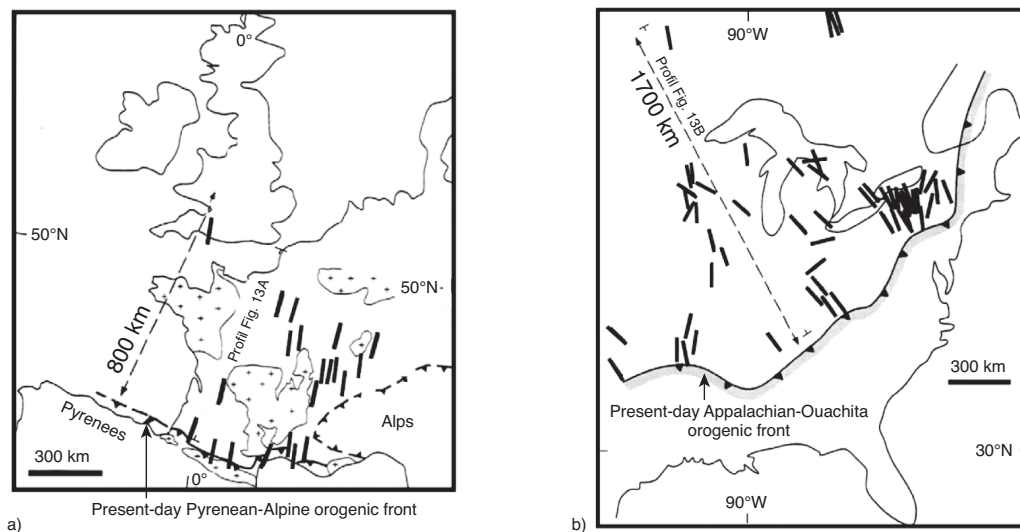 0°
50°N
50°N
800 km
Profil Fig. 13A
Pyrenees
Alps
300 km
0°
Present-day Pyrenean-Alpine orogenic front
a)
90°W
Profil Fig. 13B
1700 km
300 km
Present-day Appalachian-Ouachita
orogenic front
30°N
90°W
b)